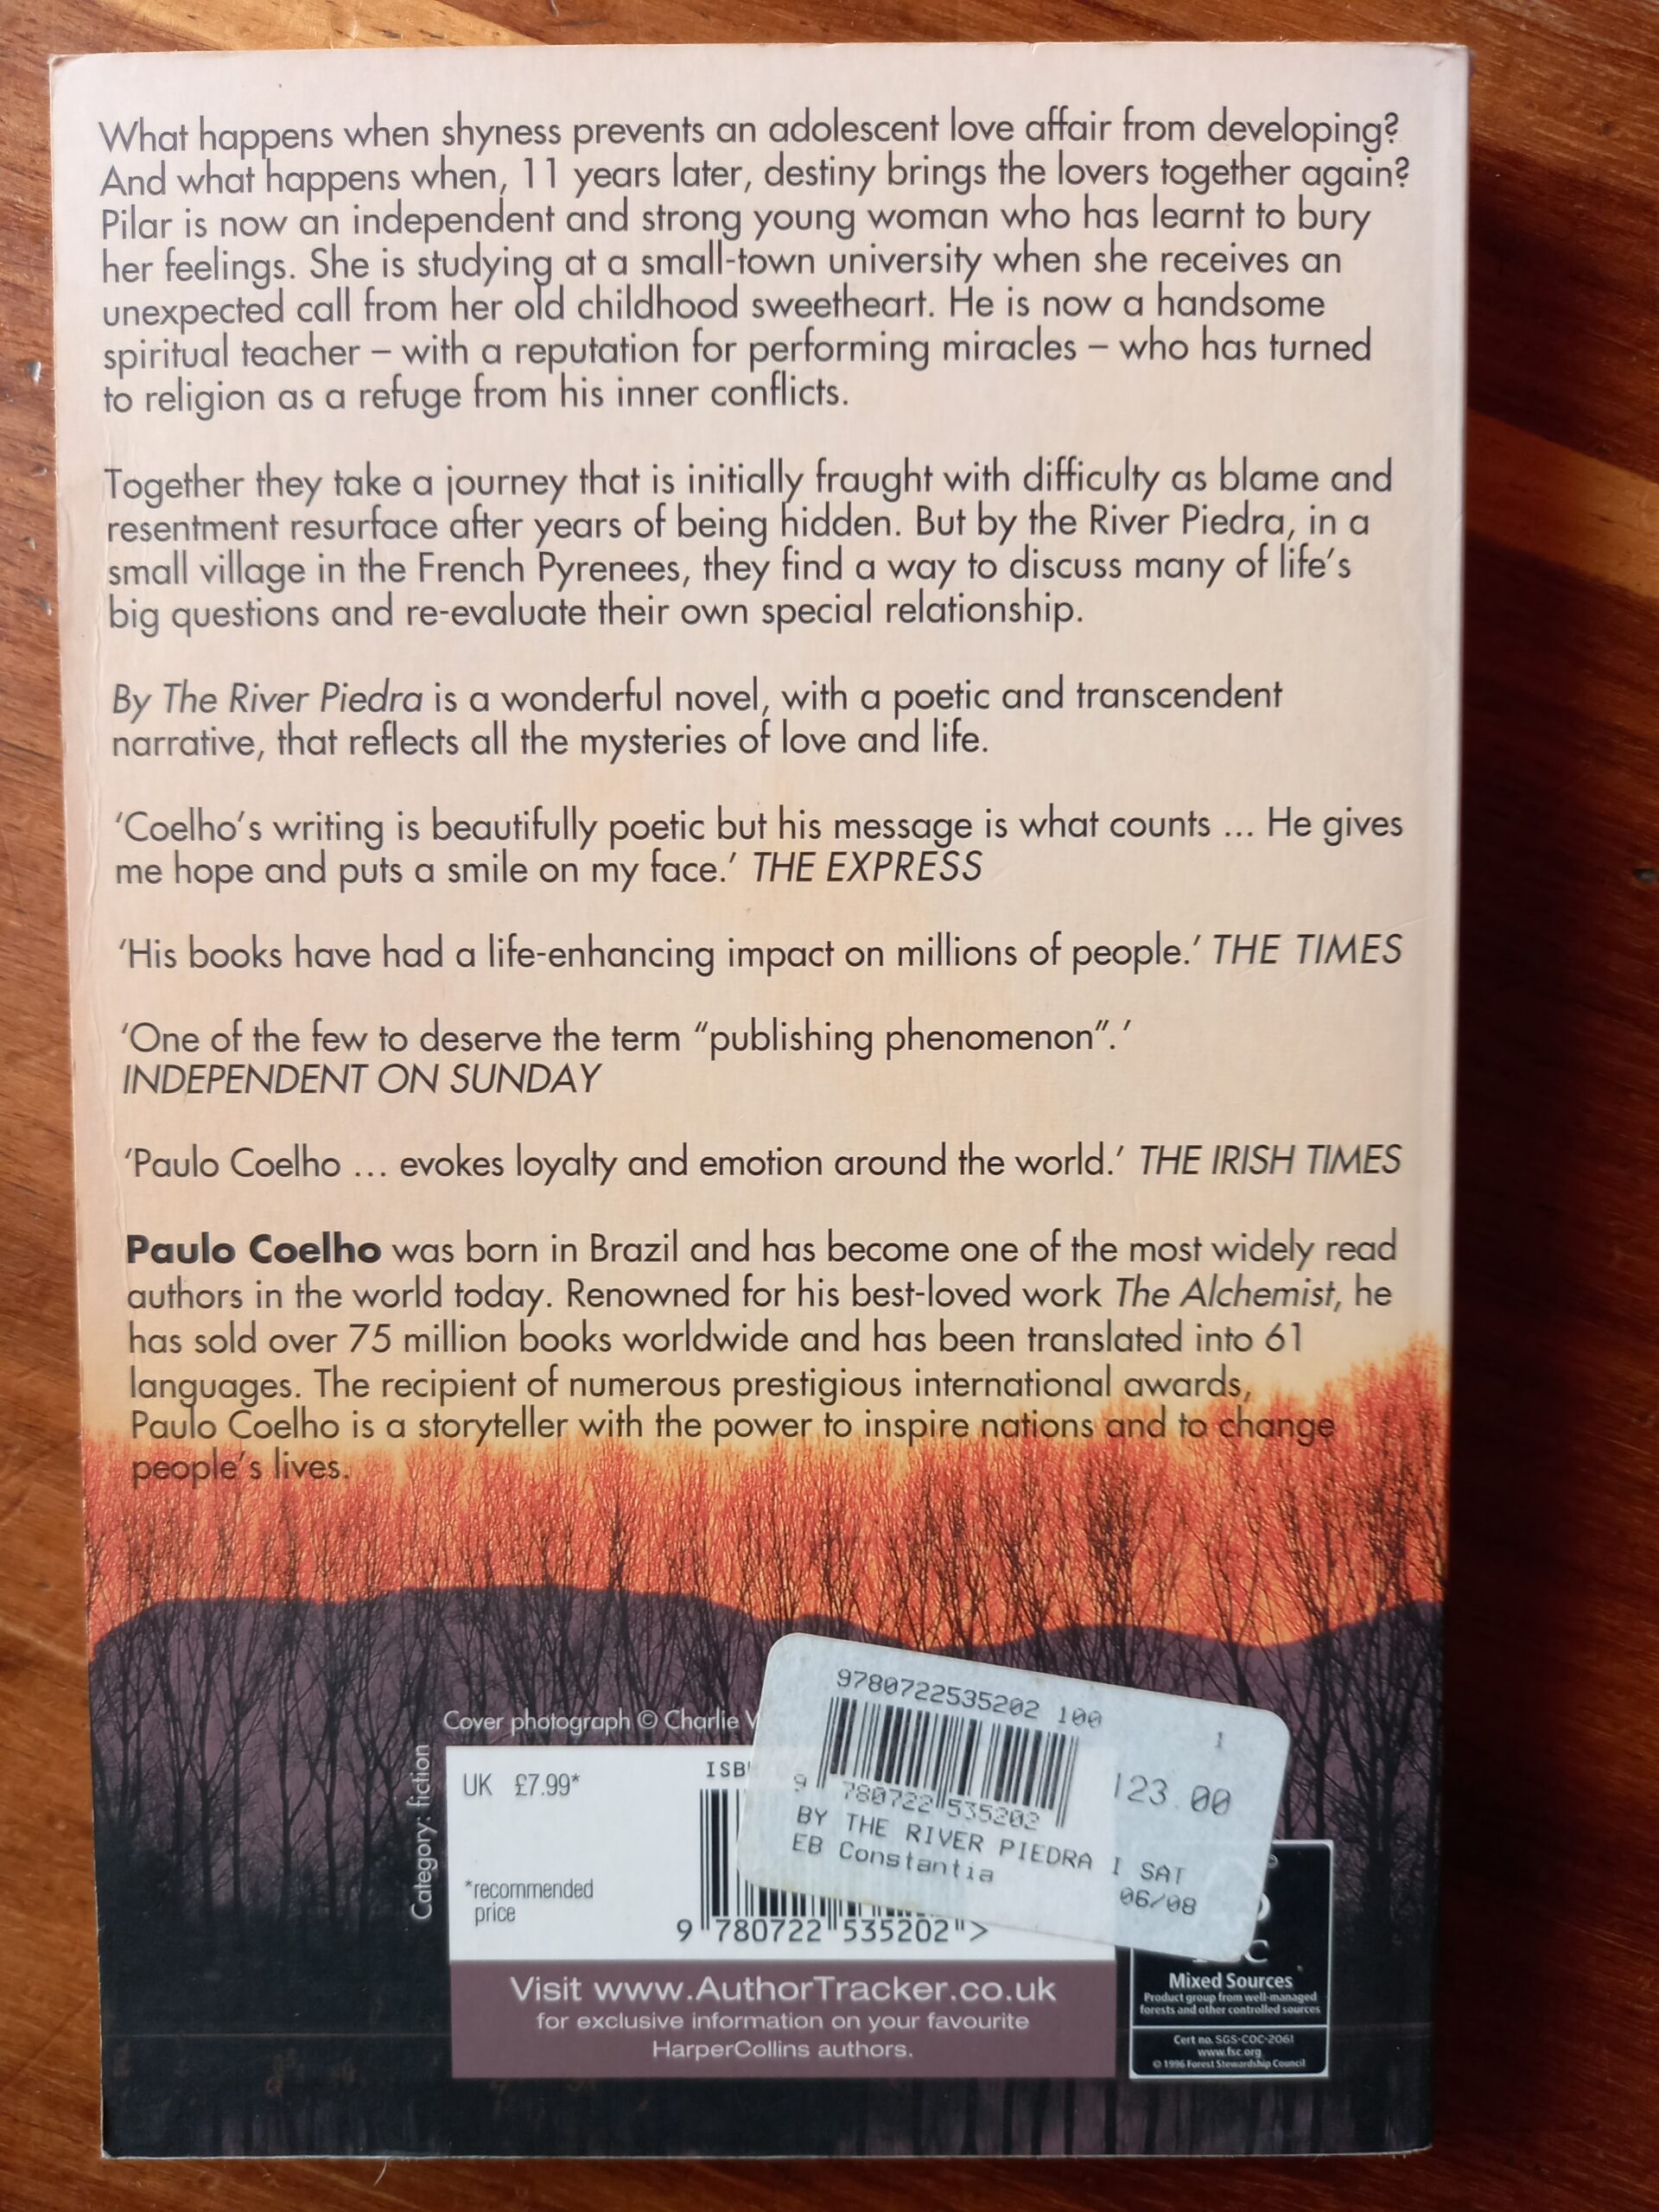 What happens when shyness prevents an adolescent love affair from developing?
And what happens when, 11 years later, destiny brings the lovers together again?
Pilar is now an independent and strong young woman who has learnt to bury
her feelings. She is studying at a small-town university when she receives an
unexpected call from her old childhood sweetheart. He is now a handsome
spiritual teacher – with a reputation for performing miracles – who has turned
to religion as a refuge from his inner conflicts.
Together they take a journey that is initially fraught with difficulty as blame and
resentment resurface after years of being hidden. But by the River Piedra, in a
small village in the French Pyrenees, they find a way to discuss many of life's
big questions and re-evaluate their own special relationship.
By The River Piedra is a wonderful novel, with a poetic and transcendent
narrative, that reflects all the mysteries of love and life.
‘Coelho’s writing is beautifully poetic but his message is what counts ... He gives
me hope and puts a smile on my face.’ THE EXPRESS
‘His books have had a life-enhancing impact on millions of people.’ THE TIMES
‘One of the few to deserve the term “publishing phenomenon”.’
INDEPENDENT ON SUNDAY
‘Paulo Coelho ... evokes loyalty and emotion around the world.’ THE IRISH TIMES
Paulo Coelho was born in Brazil and has become one of the most widely read
authors in the world today. Renowned for his best-loved work The Alchemist, he
has sold over 75 million books worldwide and has been translated into 61
languages. The recipient of numerous prestigious international awards,
Paulo Coelho is a storyteller with the power to inspire nations and to change
people’s lives.
Cover photograph © Charlie
Category: fiction
UK £7.99*
*recommended
price
9 780722 535202 >
9780722535202 100
1
123.00
9 780722 535202
BY THE RIVER PIEDRA I SAT
EB Constantia
06/08
Visit www.AuthorTracker.co.uk
for exclusive information on your favourite
HarperCollins authors.
Mixed Sources
Product group from well-managed
forests and other controlled sources
Cert no. SGS-COC-2061
www.fsc.org
© 1996 Forest Stewardship Council